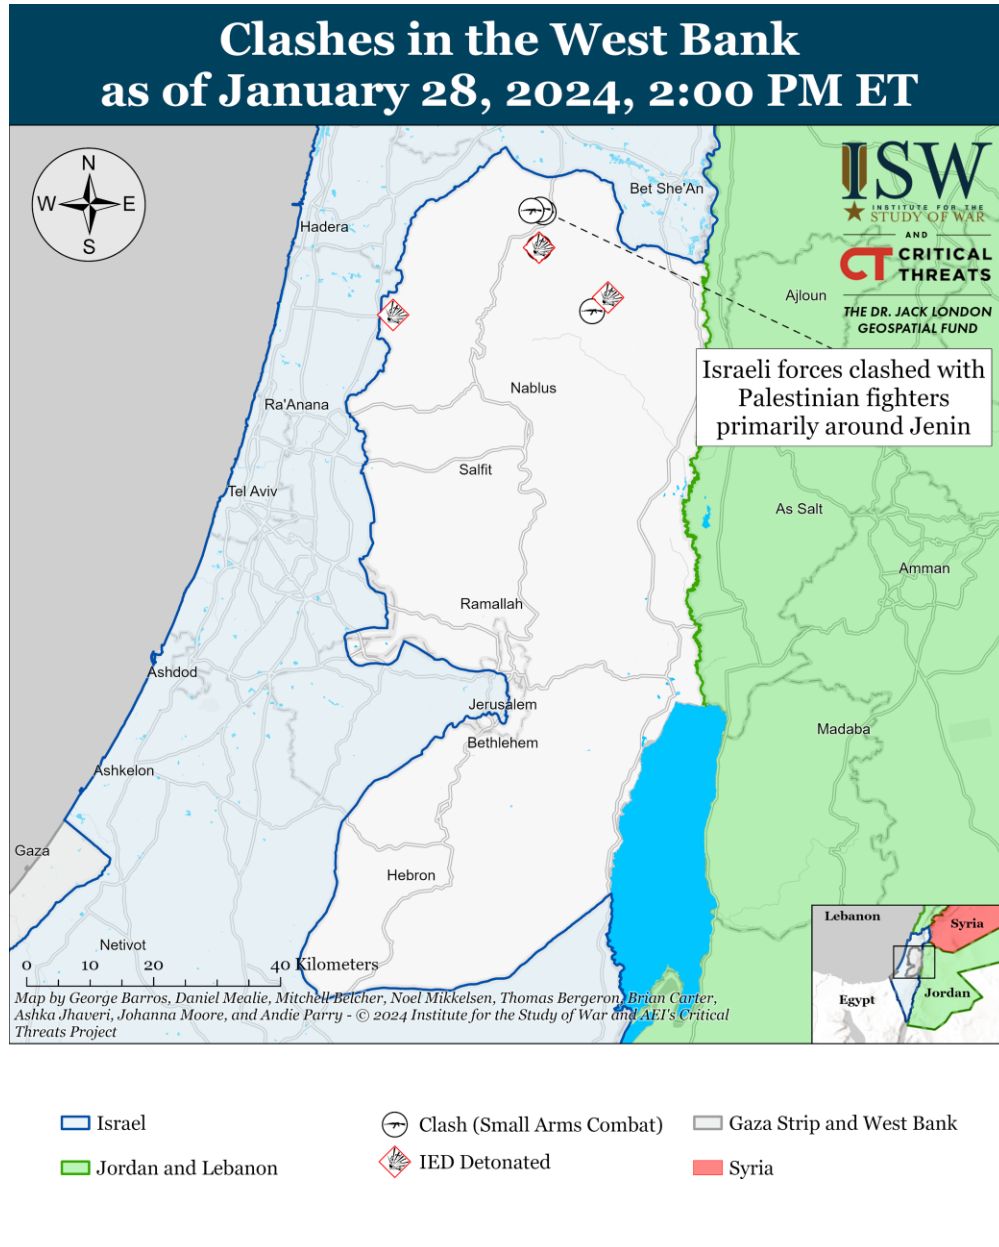 Clashes in the West Bank
as of January 28, 2024, 2:00 PM ET
N
W
E
S
Bet She'An
Hadera
ISW
INSTITUTE FOR THE
STUDY OF WAR
AND
CT CRITICAL
THREATS
THE DR. JACK LONDON
GEOSPATIAL FUND
Ajloun
Israeli forces clashed with
Palestinian fighters
primarily around Jenin
Nablus
Ra'Anana
Salfit
Tel Aviv
As Salt
Amman
Ramallah
Ashdod
Jerusalem
Madaba
Bethlehem
Ashkelon
Gaza
Hebron
Netivot
0 10 20 40 Kilometers
Map by George Barros, Daniel Mealie, Mitchell Belcher, Noel Mikkelsen, Thomas Bergeron, Brian Carter,
Ashka Jhaveri, Johanna Moore, and Andie Parry - © 2024 Institute for the Study of War and AEI's Critical
Threats Project
Lebanon
Syria
Egypt
Jordan
Israel
Clash (Small Arms Combat)
Gaza Strip and West Bank
Jordan and Lebanon
IED Detonated
Syria